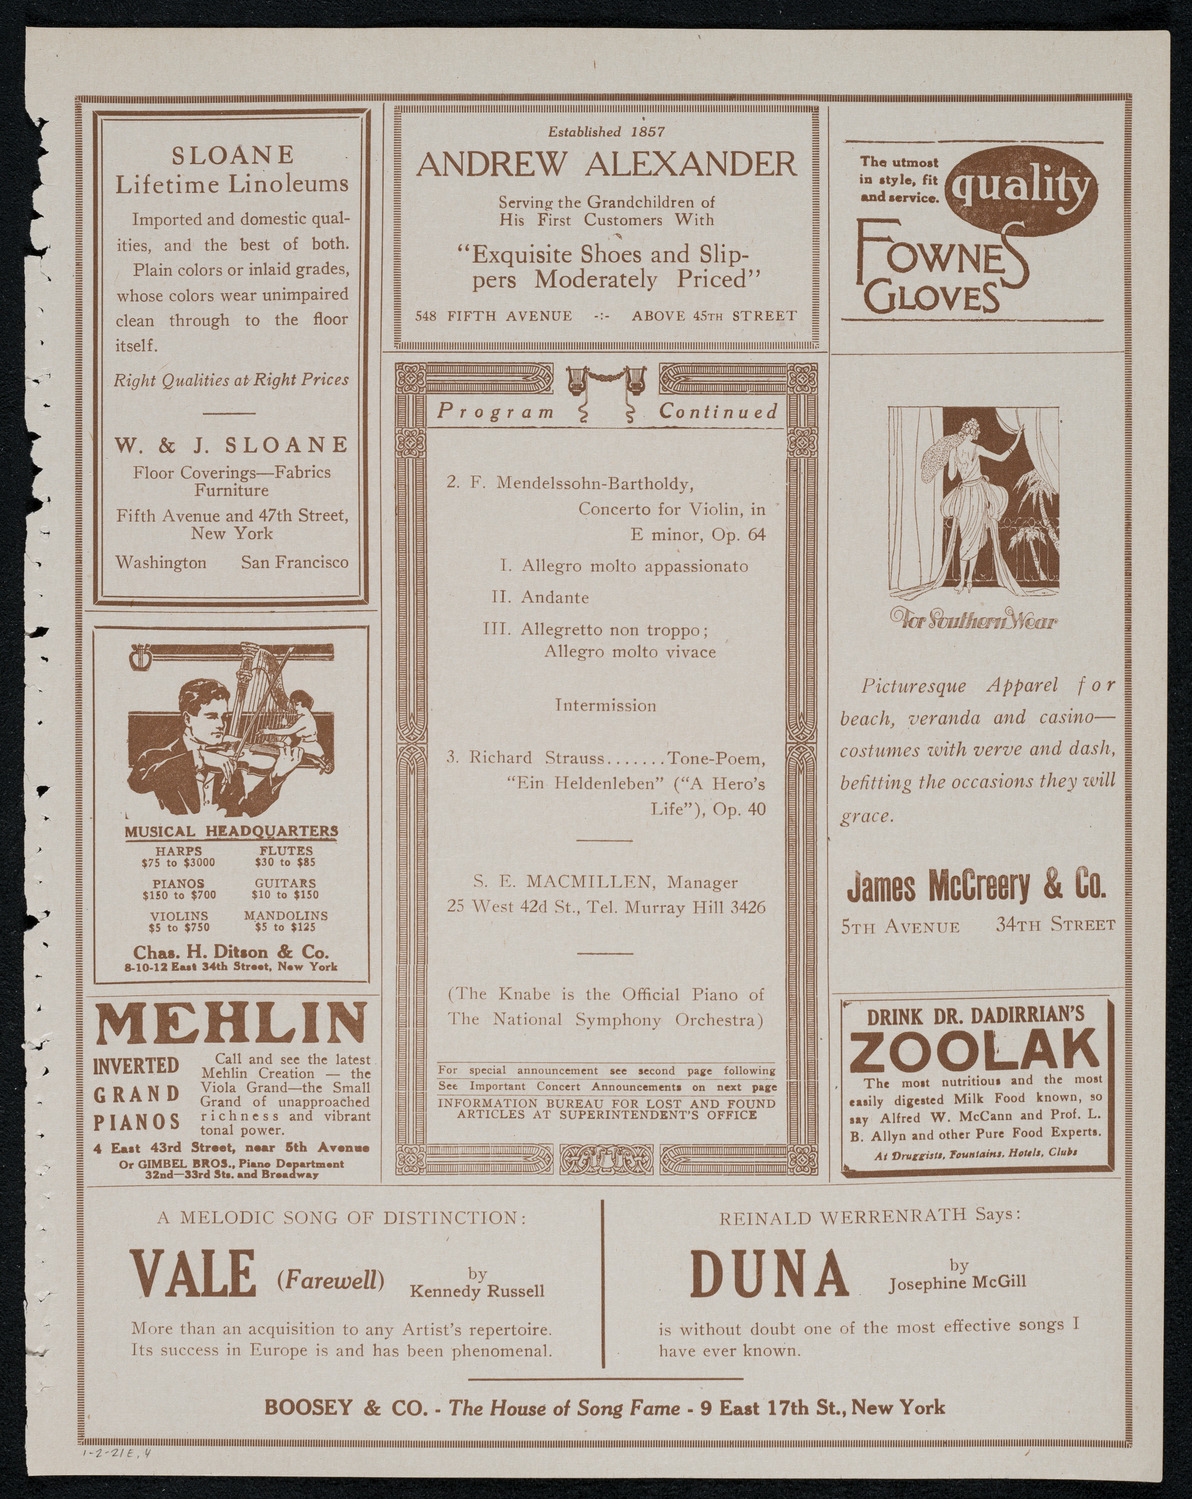 SLOANE
Lifetime Linoleums
Imported and domestic qual-
ities, and the best of both.
Plain colors or inlaid grades,
whose colors wear unimpaired
clean through to the floor
itself.
Right Qualities at Right Prices
W. & J. SLOANE
Floor Coverings—Fabrics
Furniture
Fifth Avenue and 47th Street,
New York
Washington San Francisco
MUSICAL HEADQUARTERS
HARPS FLUTES
$75 to $3000 $30 to $85
PIANOS GUITARS
$150 to $700 $10 to $150
VIOLINS MANDOLINS
$5 to $750 $5 to $125
Chas. H. Ditson & Co.
8-10-12 East 34th Street, New York
MEHLIN
INVERTED
GRAND
PIANOS
Call and see the latest
Mehlin Creation — the
Viola Grand—the Small
Grand of unapproached
richness and vibrant
tonal power.
4 East 43rd Street, near 5th Avenue
Or GIMBEL BROS., Piano Department
32nd—33rd Sts. and Broadway
Established 1857
ANDREW ALEXANDER
Serving the Grandchildren of
His First Customers With
"Exquisite Shoes and Slip-
pers Moderately Priced"
548 FIFTH AVENUE -:- ABOVE 45TH STREET
Program Continued
2. F. Mendelssohn-Bartholdy,
Concerto for Violin, in
E minor, Op. 64
I. Allegro molto appassionato
II. Andante
III. Allegretto non troppo;
Allegro molto vivace
Intermission
3. Richard Strauss.......Tone-Poem,
"Ein Heldenleben" ("A Hero's
Life"), Op. 40
S. E. MACMILLEN, Manager
25 West 42d St., Tel. Murray Hill 3426
(The Knabe is the Official Piano of
The National Symphony Orchestra)
For special announcement see second page following
See Important Concert Announcements on next page
INFORMATION BUREAU FOR LOST AND FOUND
ARTICLES AT SUPERINTENDENT'S OFFICE
The utmost
in style, fit
and service.
quality
FOWNES
GLOVES
For Southern Wear
Picturesque Apparel for
beach, veranda and casino—
costumes with verve and dash,
befitting the occasions they will
grace.
James McCreery & Co.
5TH AVENUE 34TH STREET
DRINK DR. DADIRRIAN'S
ZOOLAK
The most nutritious and the most
easily digested Milk Food known, so
say Alfred W. McCann and Prof. L.
B. Allyn and other Pure Food Experts.
At Druggists, Fountains, Hotels, Clubs
A MELODIC SONG OF DISTINCTION:
VALE (Farewell) by
Kennedy Russell
More than an acquisition to any Artist's repertoire.
Its success in Europe is and has been phenomenal.
REINALD WERRENRATH Says:
DUNA by
Josephine McGill
is without doubt one of the most effective songs I
have ever known.
BOOSEY & CO. - The House of Song Fame - 9 East 17th St., New York
1-2-21E, 4